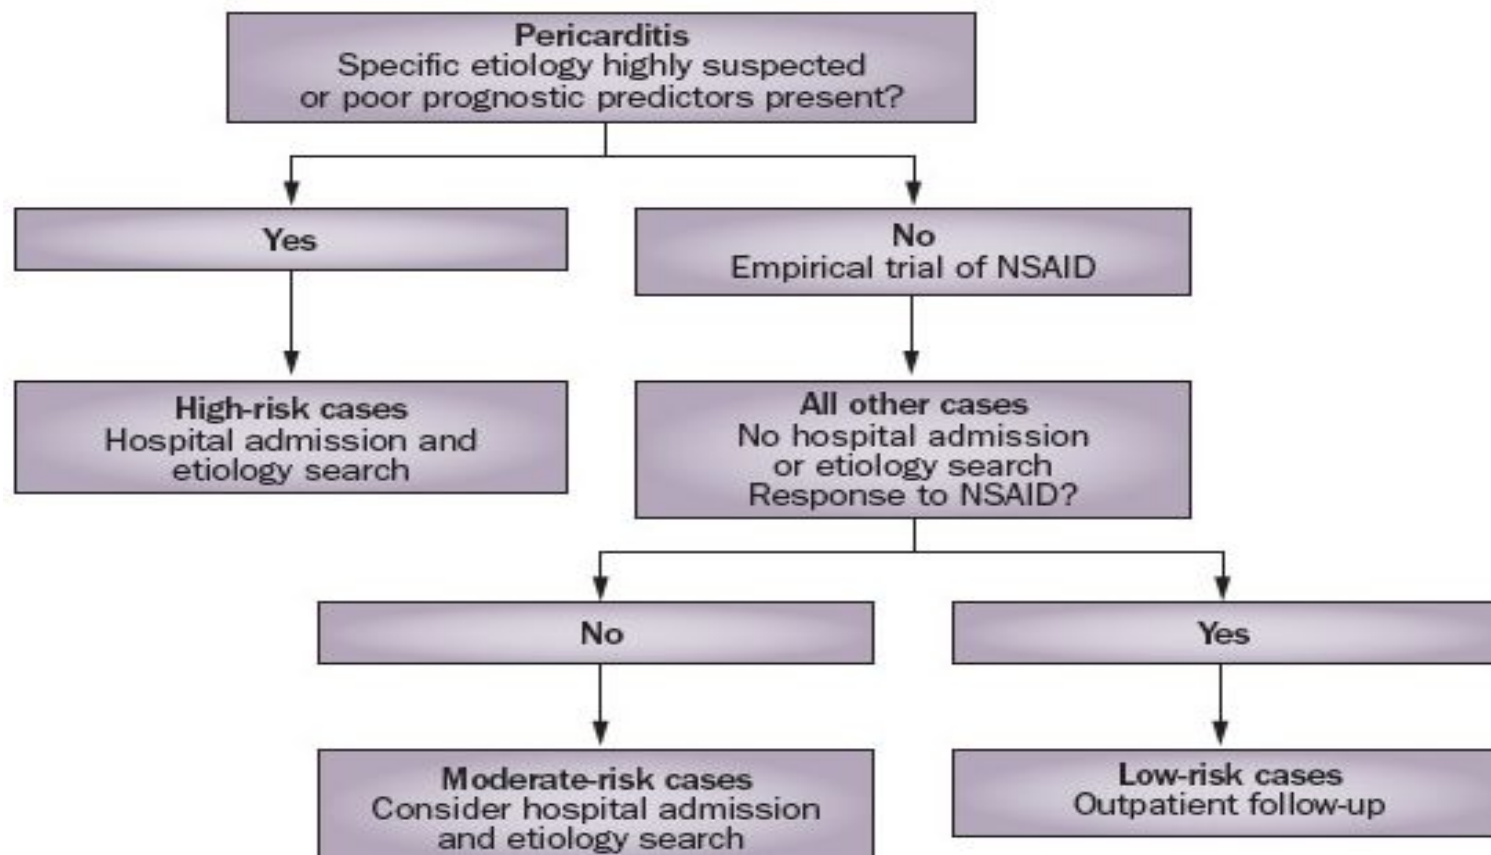 Pericarditis
Specific etiology highly suspected
or poor prognostic predictors present?
Yes
No
Empirical trial of NSAID
High-risk cases
Hospital admission and
etiology search
All other cases
No hospital admission
or etiology search
Response to NSAID?
No
Yes
Moderate-risk cases
Consider hospital admission
and etiology search
Low-risk cases
Outpatient follow-up